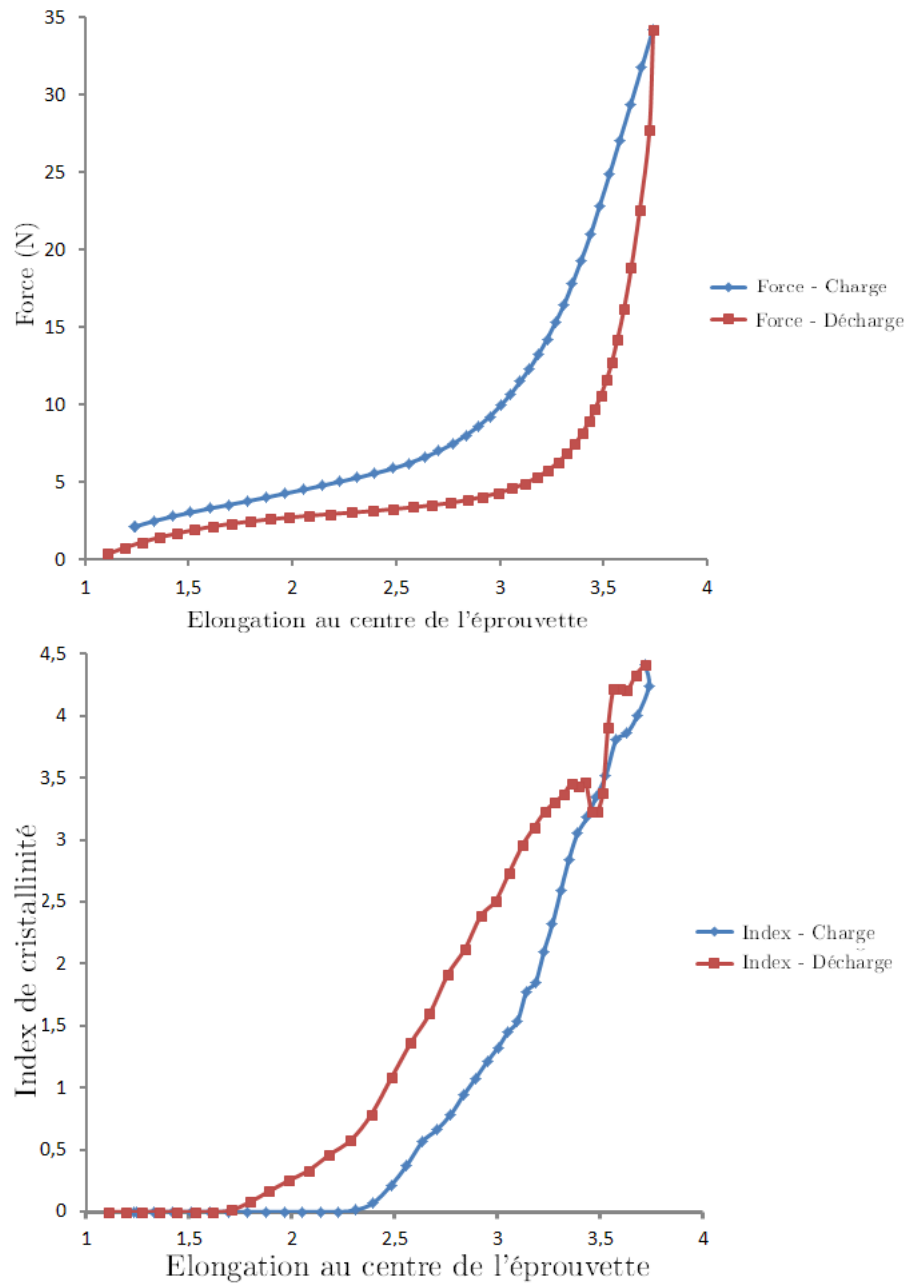 35
30
25
20
15
10
5
0
Force (N)
1 1,5 2 2,5 3 3,5 4
Elongation au centre de l'éprouvette
Force - Charge
Force - Décharge
4,5
4
3,5
3
2,5
2
1,5
1
0,5
0
Index de cristallinité
1 1,5 2 2,5 3 3,5 4
Elongation au centre de l'éprouvette
Index - Charge
Index - Décharge